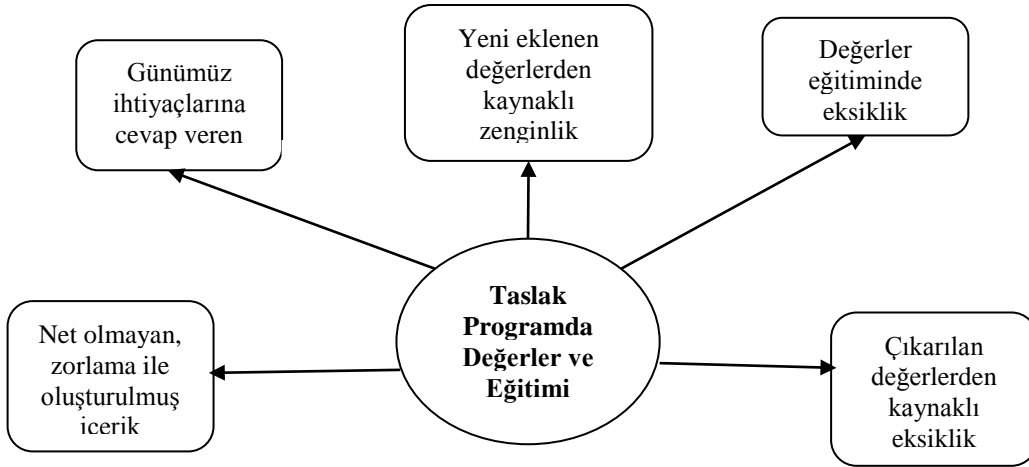 Günümüz
ihtiyaçlarına
cevap veren
Yeni eklenen
değerlerden
kaynaklı
zenginlik
Değerler
eğitiminde
eksiklik
Taslak
Programda
Değerler ve
Eğitimi
Net olmayan,
zorlama ile
oluşturulmuş
içerik
Çıkarılan
değerlerden
kaynaklı
eksiklik